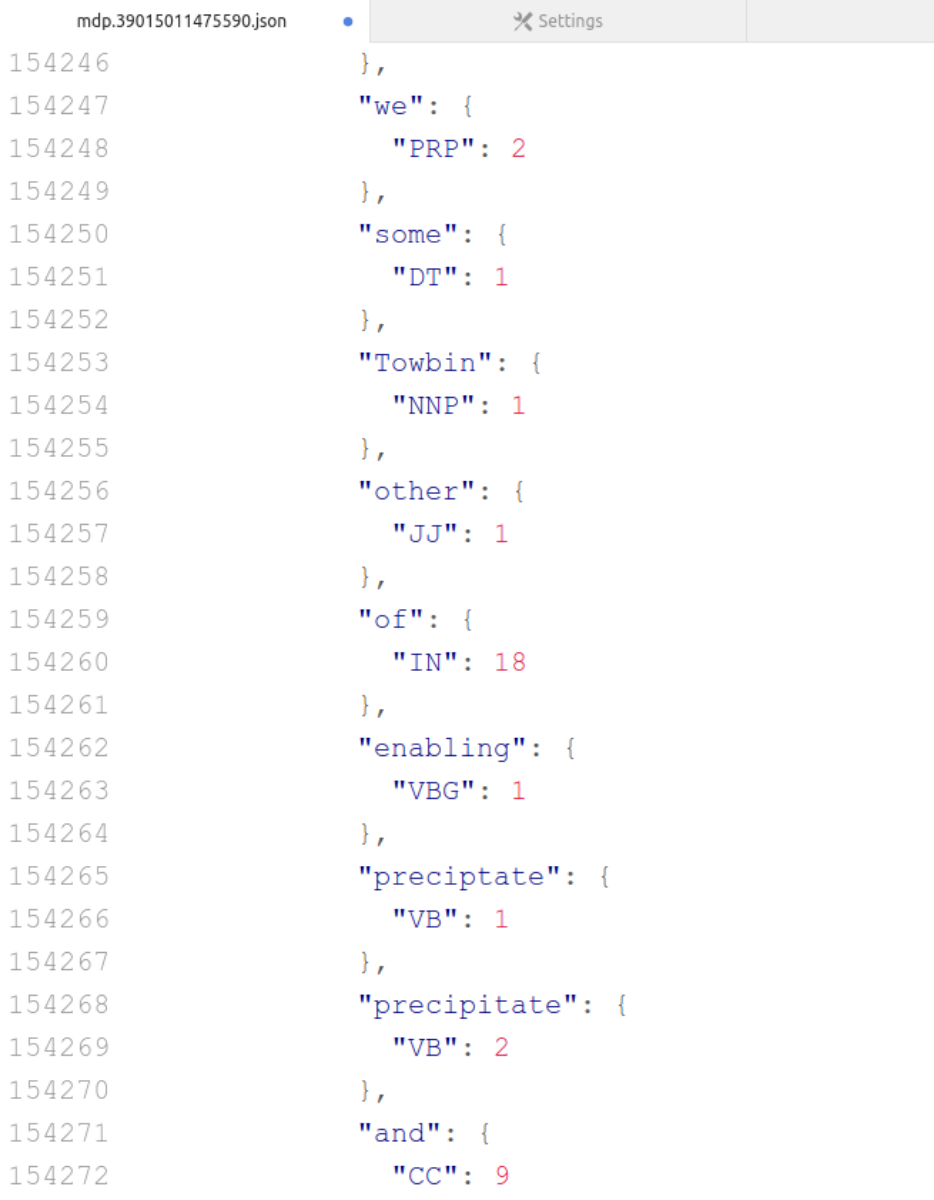 mdp.39015011475590.json Settings
154246 },
154247 "we": {
154248 "PRP": 2
154249 },
154250 "some": {
154251 "DT": 1
154252 },
154253 "Towbin": {
154254 "NNP": 1
154255 },
154256 "other": {
154257 "JJ": 1
154258 },
154259 "of": {
154260 "IN": 18
154261 },
154262 "enabling": {
154263 "VBG": 1
154264 },
154265 "preciptate": {
154266 "VB": 1
154267 },
154268 "precipitate": {
154269 "VB": 2
154270 },
154271 "and": {
154272 "CC": 9